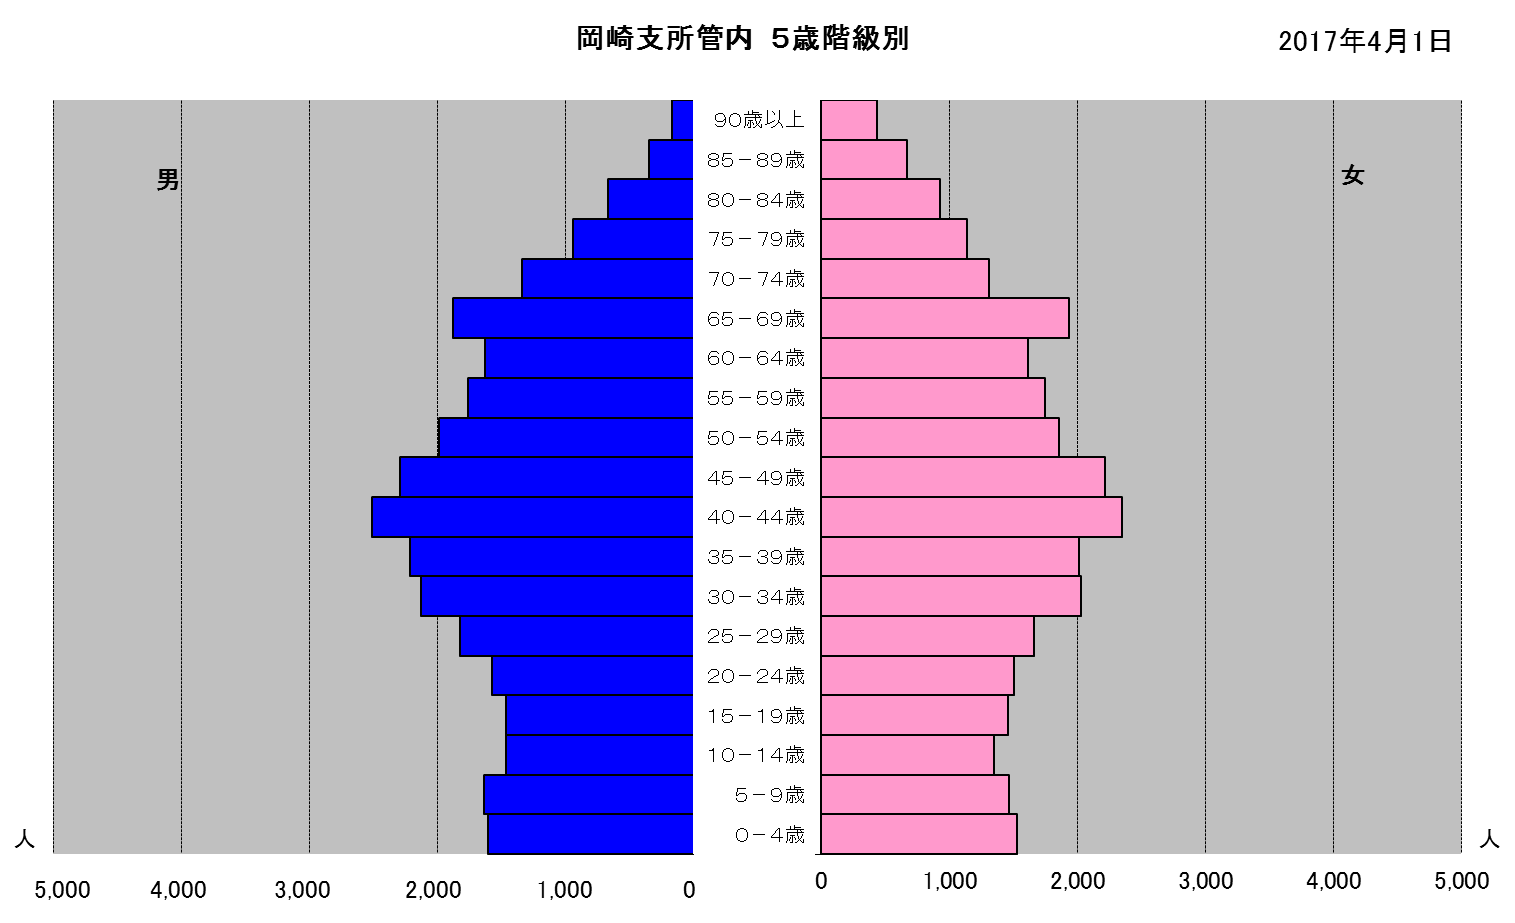 岡崎支所管内 ５歳階級別
2017年4月1日
男
女
９０歳以上
８５－８９歳
８０－８４歳
７５－７９歳
７０－７４歳
６５－６９歳
６０－６４歳
５５－５９歳
５０－５４歳
４５－４９歳
４０－４４歳
３５－３９歳
３０－３４歳
２５－２９歳
２０－２４歳
１５－１９歳
１０－１４歳
５－９歳
０－４歳
人
人
5,000 4,000 3,000 2,000 1,000 0
0 1,000 2,000 3,000 4,000 5,000